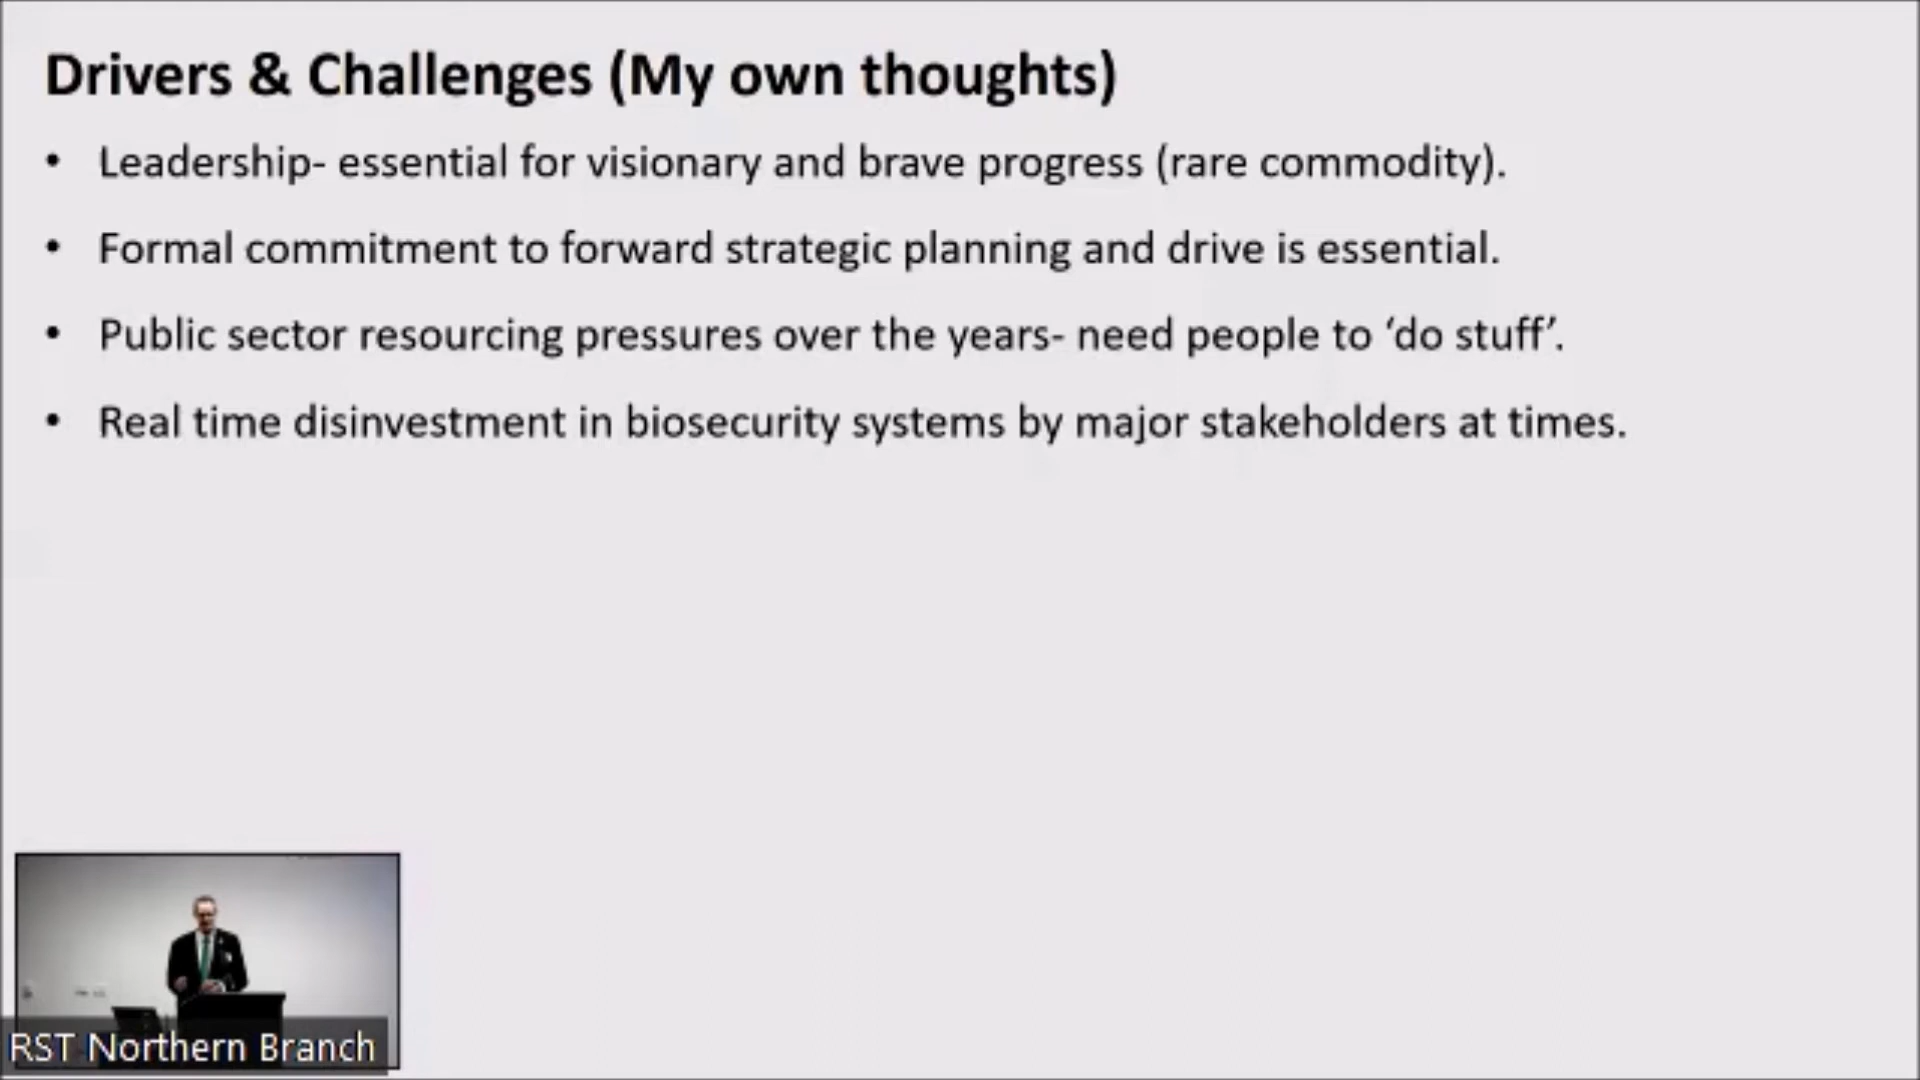 Drivers & Challenges (My own thoughts)
• Leadership- essential for visionary and brave progress (rare commodity).
• Formal commitment to forward strategic planning and drive is essential.
• Public sector resourcing pressures over the years- need people to ‘do stuff’.
• Real time disinvestment in biosecurity systems by major stakeholders at times.
RST Northern Branch